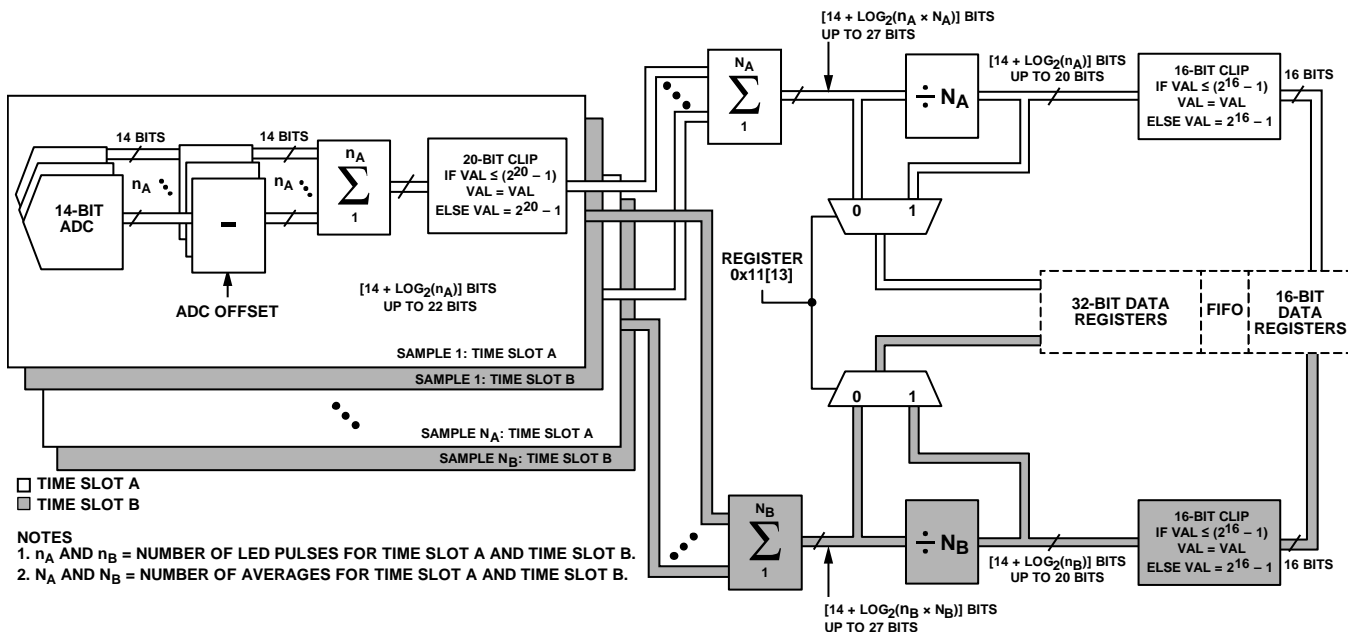 [14 + LOG2(nA × NA)] BITS
UP TO 27 BITS
NA
Σ
1
÷ NA
[14 + LOG2(nA)] BITS
UP TO 20 BITS
16-BIT CLIP
IF VAL ≤ (2^16 – 1)
VAL = VAL
ELSE VAL = 2^16 – 1
16 BITS
14 BITS
14 BITS
nA
nA
14-BIT
ADC
–
ADC OFFSET
nA
Σ
1
20-BIT CLIP
IF VAL ≤ (2^20 – 1)
VAL = VAL
ELSE VAL = 2^20 – 1
[14 + LOG2(nA)] BITS
UP TO 22 BITS
SAMPLE 1: TIME SLOT A
SAMPLE 1: TIME SLOT B
SAMPLE NA: TIME SLOT A
SAMPLE NB: TIME SLOT B
0 1
REGISTER
0x11[13]
32-BIT DATA
REGISTERS
FIFO
16-BIT
DATA
REGISTERS
0 1
TIME SLOT A
TIME SLOT B
NOTES
1. nA AND nB = NUMBER OF LED PULSES FOR TIME SLOT A AND TIME SLOT B.
2. NA AND NB = NUMBER OF AVERAGES FOR TIME SLOT A AND TIME SLOT B.
NB
Σ
1
÷ NB
[14 + LOG2(nB)] BITS
UP TO 20 BITS
16-BIT CLIP
IF VAL ≤ (2^16 – 1)
VAL = VAL
ELSE VAL = 2^16 – 1
16 BITS
[14 + LOG2(nB × NB)] BITS
UP TO 27 BITS